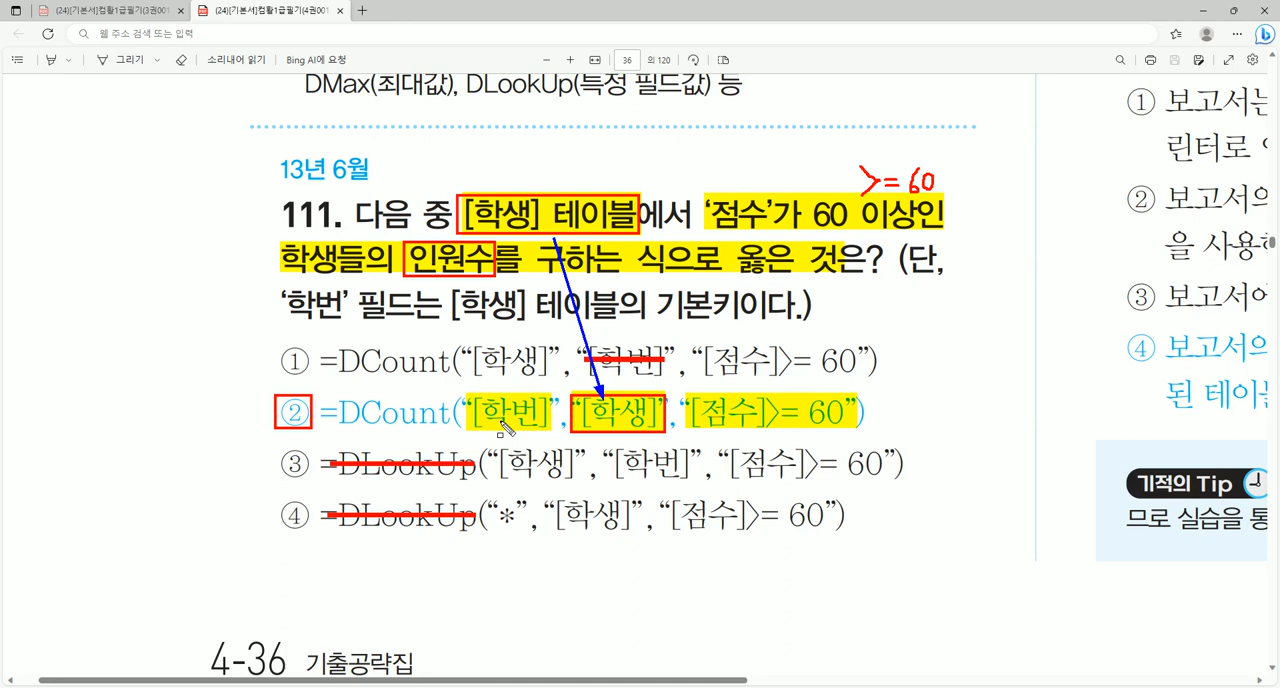 (24)[기본서]컴활1급필기(3권001
(24)[기본서]컴활1급필기(4권001
웹 주소 검색 또는 입력
그리기
소리내어 읽기
Bing AI에 요청
36 의 120
DMax(최대값), DLookUp(특정 필드값) 등
13년 6월
>= 60
111. 다음 중 [학생] 테이블에서 ‘점수’가 60 이상인
학생들의 인원수를 구하는 식으로 옳은 것은? (단,
‘학번’ 필드는 [학생] 테이블의 기본키이다.)
① =DCount(“[학생]”,“[학번]”,“[점수]>= 60”)
② =DCount(“[학번]”,“[학생]”,“[점수]>= 60”)
③ =DLookUp(“[학생]”,“[학번]”,“[점수]>= 60”)
④ =DLookUp(“*”,“[학생]”,“[점수]>= 60”)
4-36 기출공략집
① 보고서는
린터로
② 보고서의
을 사용
③ 보고서
④ 보고서의
된 테이
기적의 Tip
므로 실습을 통